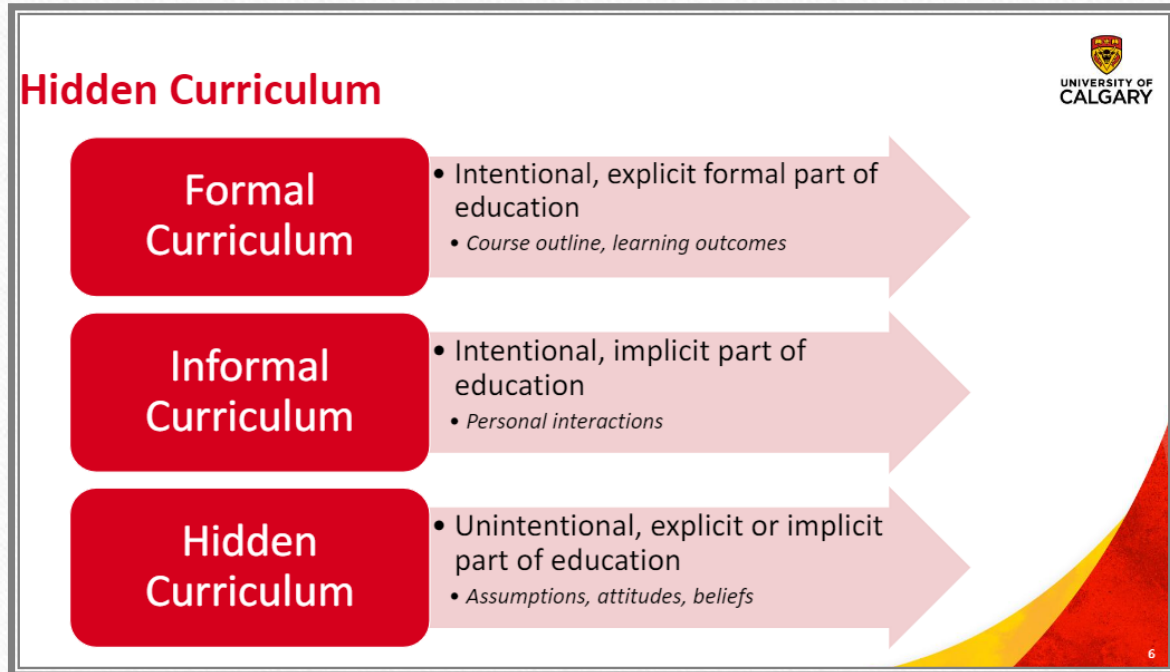 Hidden Curriculum
UNIVERSITY OF
CALGARY
Formal
Curriculum
• Intentional, explicit formal part of
education
• Course outline, learning outcomes
Informal
Curriculum
• Intentional, implicit part of
education
• Personal interactions
Hidden
Curriculum
• Unintentional, explicit or implicit
part of education
• Assumptions, attitudes, beliefs
6